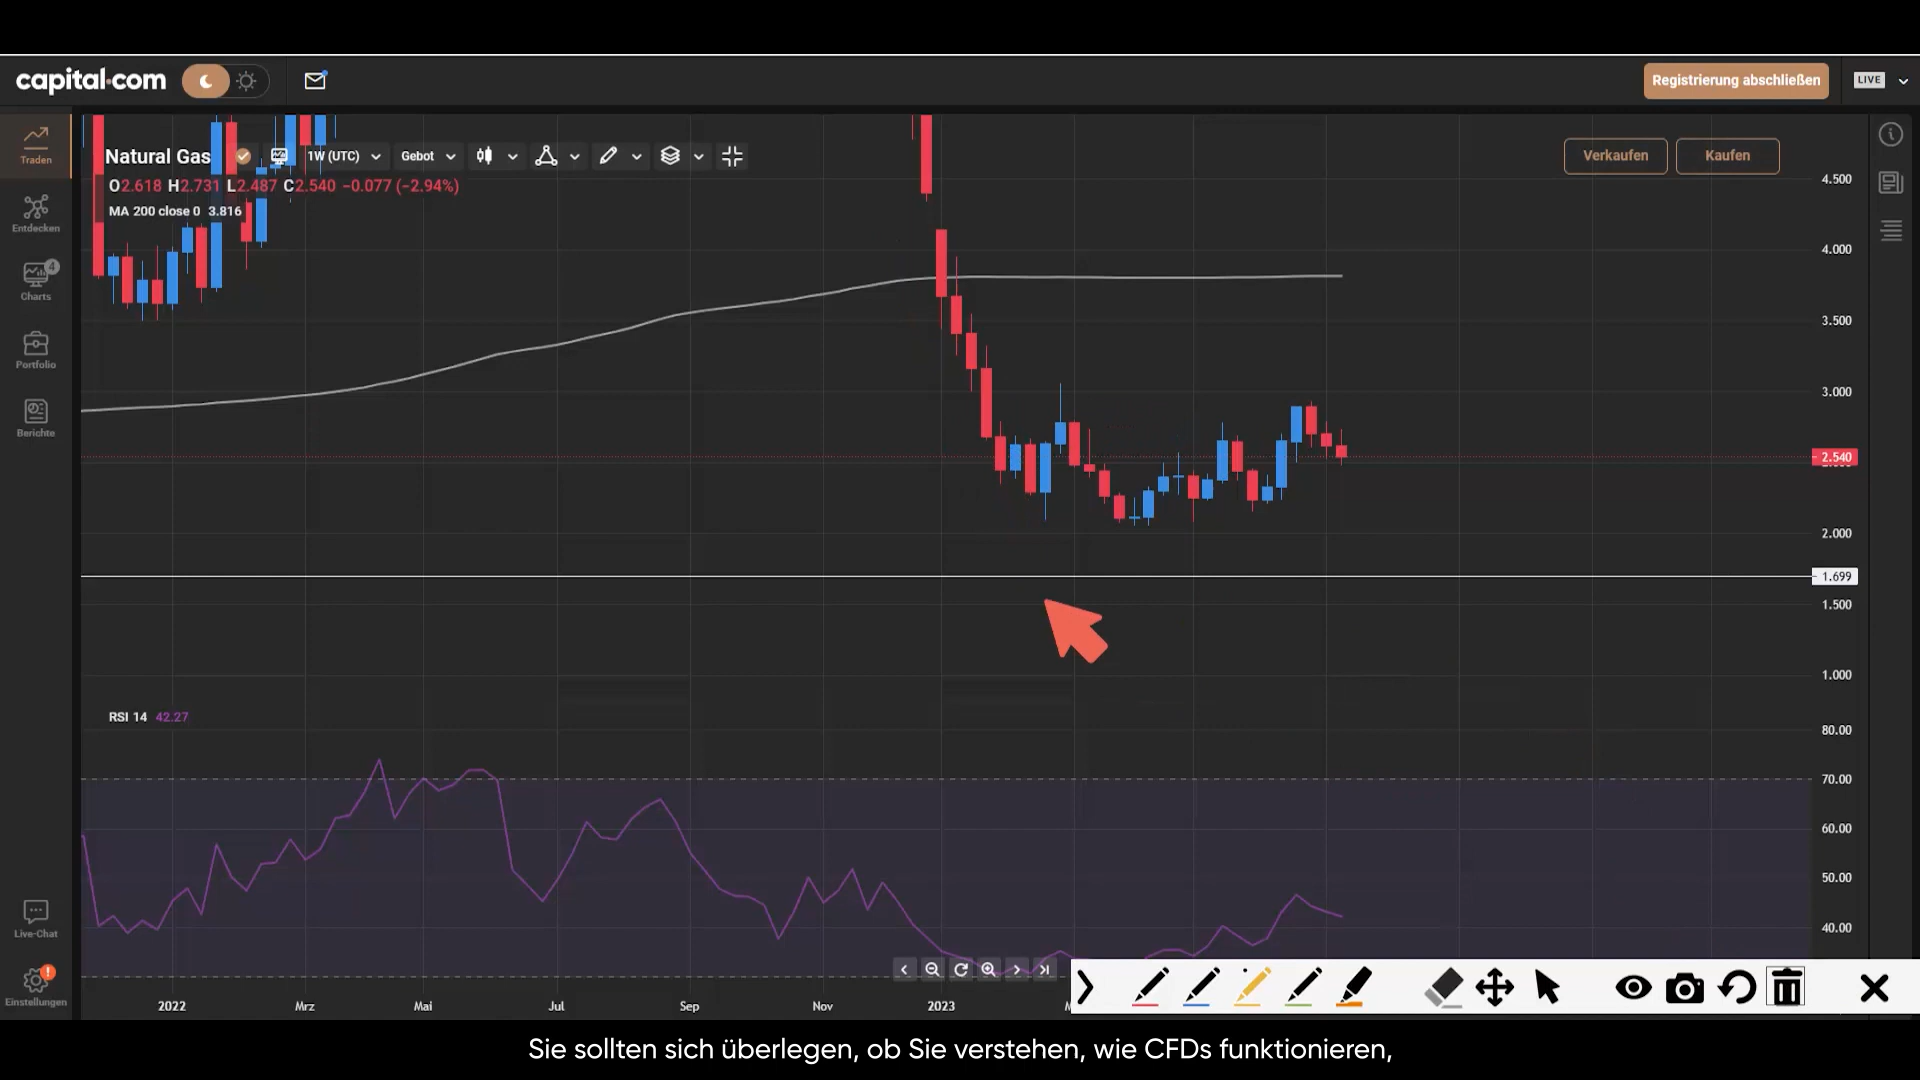 capital.com
Registrierung abschließen
LIVE
Traden
Natural Gas
1W (UTC)
Gebot
Verkaufen
Kaufen
O2.618 H2.731 L2.487 C2.540 −0.077 (−2.94%)
MA 200 close 0 3.816
Entdecken
4
Charts
Portfolio
Berichte
4.500
4.000
3.500
3.000
2.540
2.000
1.699
1.500
1.000
RSI 14 42.27
80.00
70.00
60.00
50.00
40.00
Live-Chat
Einstellungen
2022
Mrz
Mai
Jul
Sep
Nov
2023
Sie sollten sich überlegen, ob Sie verstehen, wie CFDs funktionieren,